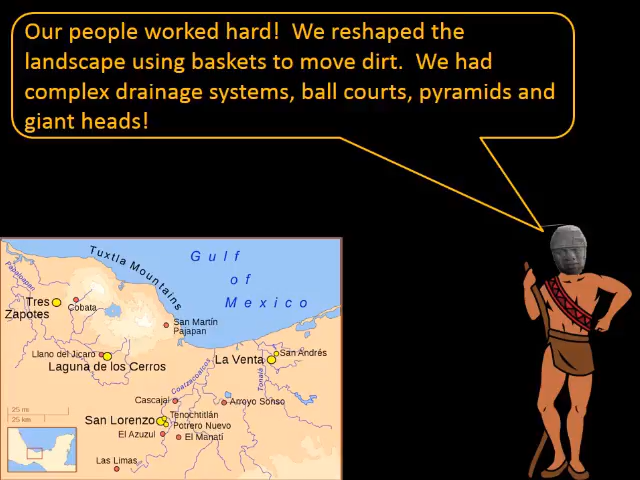 Our people worked hard!  We reshaped the
landscape using baskets to move dirt.  We had
complex drainage systems, ball courts, pyramids and
giant heads!
Tuxtla Mountains
Gulf
of
Mexico
Papaloapan
Tres
Zapotes
Cobata
San Martín
Pajapan
Llano del Jicaro
Laguna de los Cerros
La Venta
San Andrés
Coatzacoalcos
Tonalá
Cascajal
Arroyo Sonso
25 mi
25 km
San Lorenzo
Tenochtitlán
Potrero Nuevo
El Azuzul
El Manatí
Las Limas